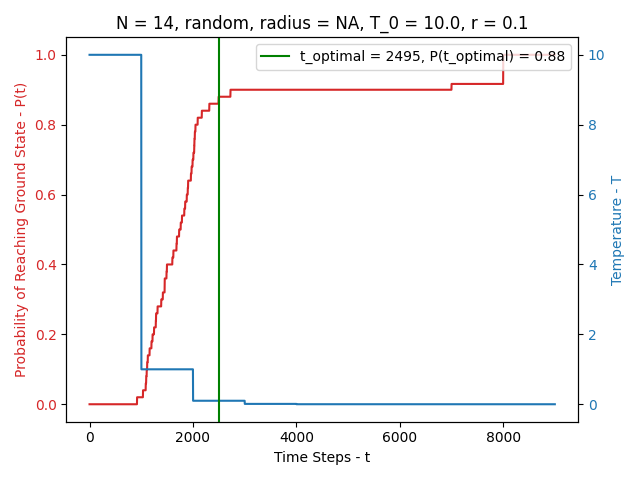 N = 14, random, radius = NA, T_0 = 10.0, r = 0.1
t_optimal = 2495, P(t_optimal) = 0.88
Probability of Reaching Ground State - P(t)
1.0
0.8
0.6
0.4
0.2
0.0
10
8
6
4
2
0
Temperature - T
0 2000 4000 6000 8000
Time Steps - t